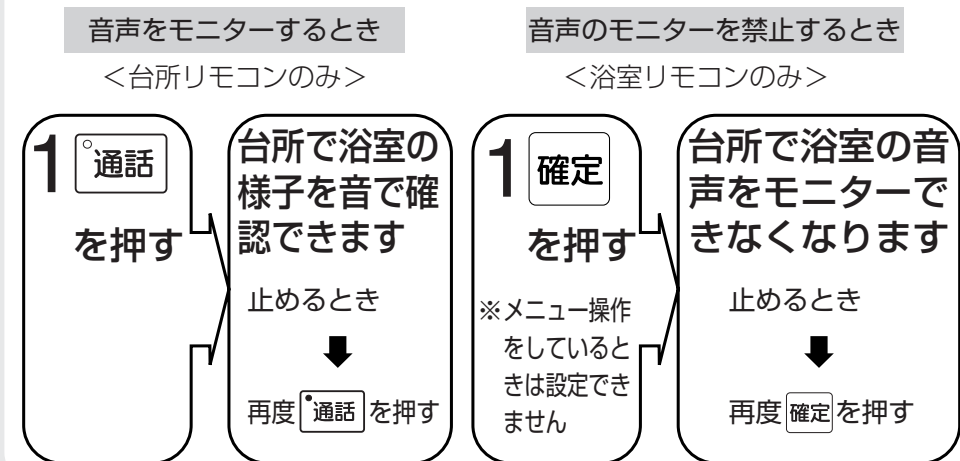 音声をモニターするとき
＜台所リモコンのみ＞
1 通話
を押す
台所で浴室の
様子を音で確
認できます
止めるとき
再度 通話 を押す
音声のモニターを禁止するとき
＜浴室リモコンのみ＞
1 確定
を押す
※メニュー操作
をしていると
きは設定でき
ません
台所で浴室の音
声をモニターで
きなくなります
止めるとき
再度 確定 を押す